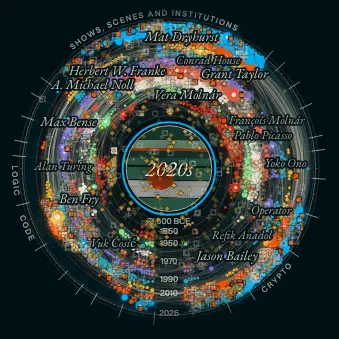 SHOWS, SCENES AND INSTITUTIONS
Mat Dryhurst
Conrad House
Herbert W. Franke
Grant Taylor
A. Michael Noll
Vera Molnár
Max Bense
François Molnár
Pablo Picasso
Alan Turing
2020s
Yoko Ono
LOGIC
Ben Fry
Operator
CODE
Vuk Ćosić
Refik Anadol
Jason Bailey
CRYPTO
1850
1950
1970
1990
2010
2025